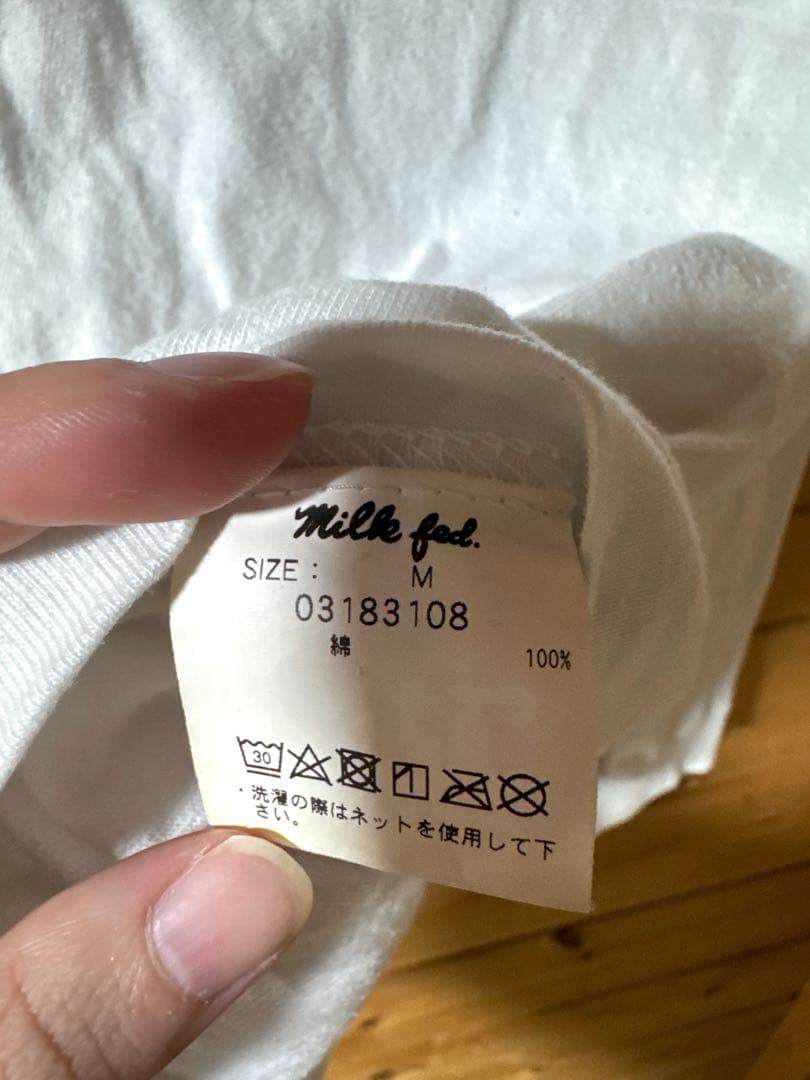 Milk fed.
SIZE : M
03183108
綿 100%
30
・洗濯の際はネットを使用して下
さい。